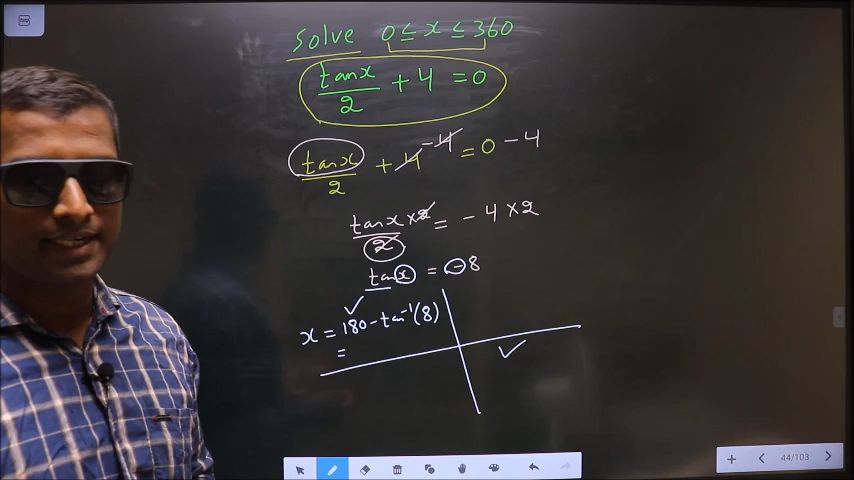 solve 0 ≤ x ≤ 360
tanx/2 + 4 = 0
tanx/2 + 4 - 4 = 0 - 4
tanx×2/2 = - 4 × 2
tanx = - 8
x = 180 - tan⁻¹(8)
=
44/103